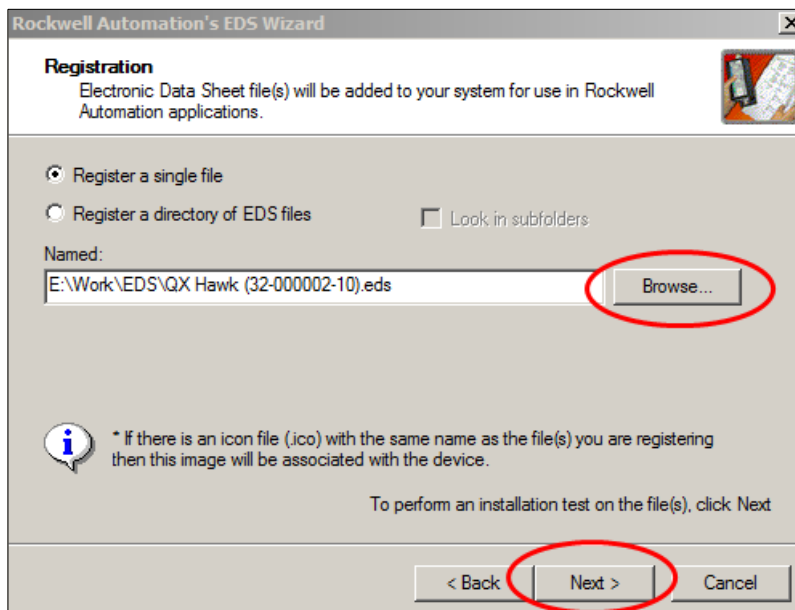 Rockwell Automation's EDS Wizard
Registration
Electronic Data Sheet file(s) will be added to your system for use in Rockwell
Automation applications.
Register a single file
Register a directory of EDS files
Look in subfolders
Named:
E:\Work\EDS\QX Hawk (32-000002-10).eds
Browse...
* If there is an icon file (.ico) with the same name as the file(s) you are registering
then this image will be associated with the device.
To perform an installation test on the file(s), click Next
< Back
Next >
Cancel